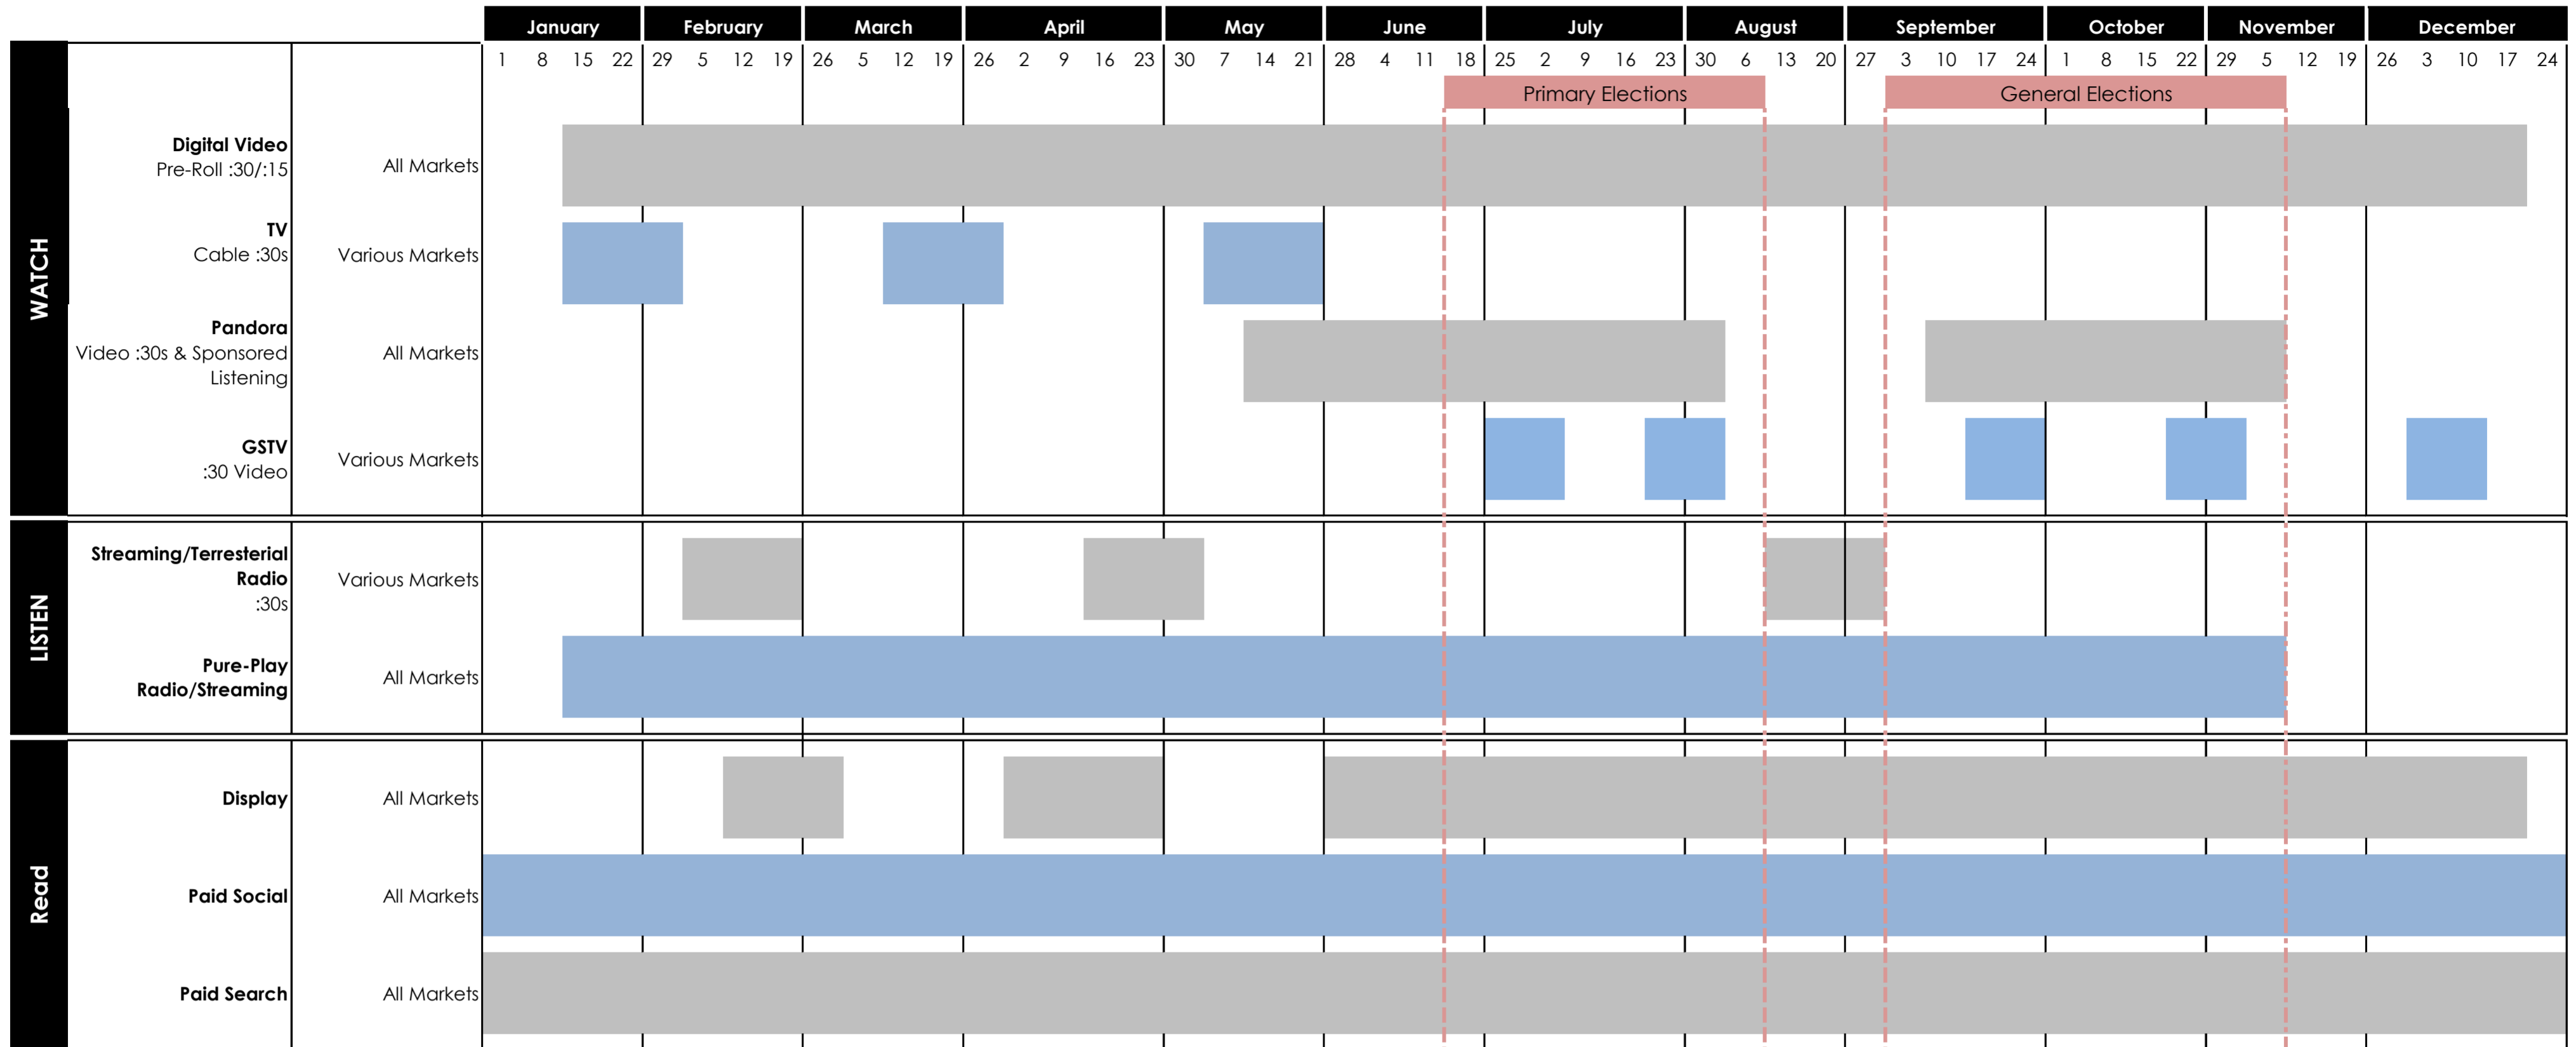 January February March April May June July August September October November December
1 8 15 22 29 5 12 19 26 5 12 19 26 2 9 16 23 30 7 14 21 28 4 11 18 25 2 9 16 23 30 6 13 20 27 3 10 17 24 1 8 15 22 29 5 12 19 26 3 10 17 24
Primary Elections General Elections
WATCH
Digital Video
Pre-Roll :30/:15
All Markets
TV
Cable :30s
Various Markets
Pandora
Video :30s & Sponsored
Listening
All Markets
GSTV
:30 Video
Various Markets
LISTEN
Streaming/Terresterial
Radio
:30s
Various Markets
Pure-Play
Radio/Streaming
All Markets
Read
Display
All Markets
Paid Social
All Markets
Paid Search
All Markets